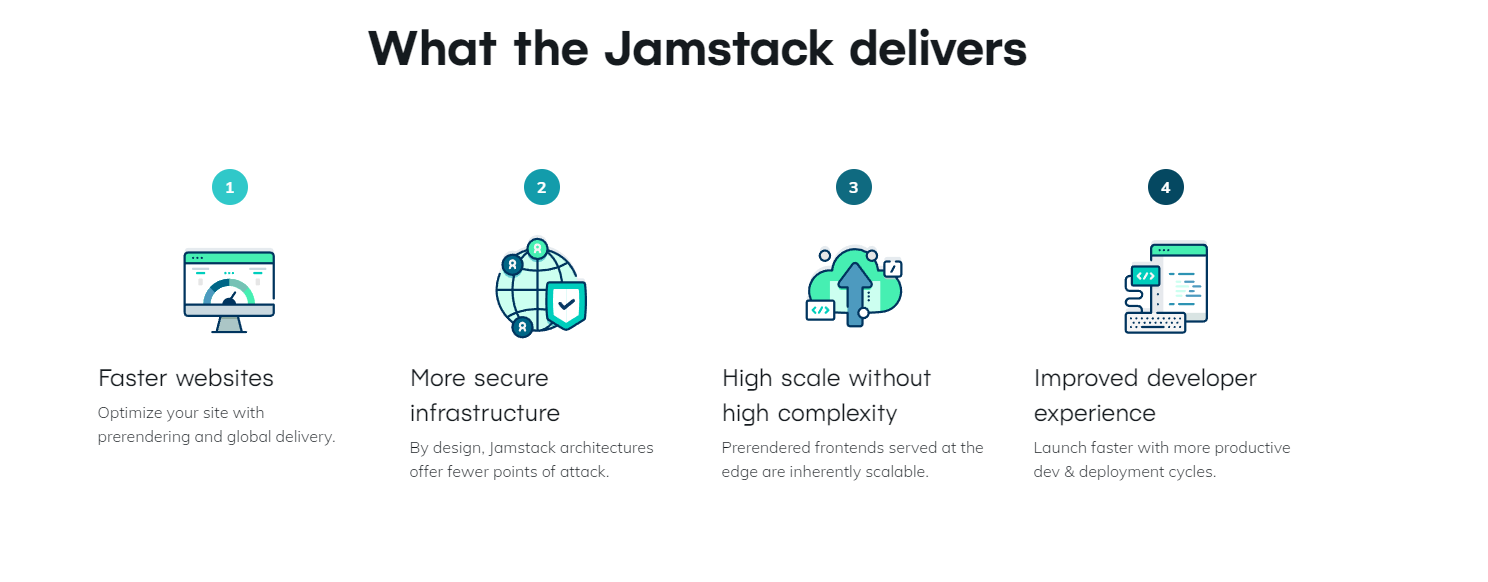 What the Jamstack delivers
1
2
3
4
Faster websites
Optimize your site with
prerendering and global delivery.
More secure
infrastructure
By design, Jamstack architectures
offer fewer points of attack.
High scale without
high complexity
Prerendered frontends served at the
edge are inherently scalable.
Improved developer
experience
Launch faster with more productive
dev & deployment cycles.